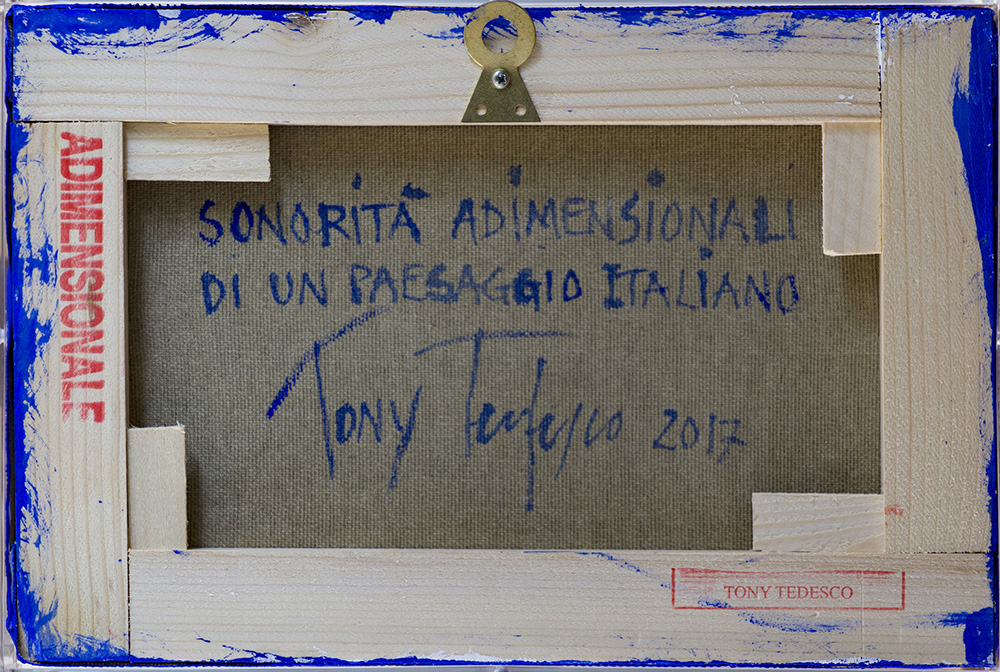 ADIMENSIONALE
SONORITÀ ADIMENSIONALI
DI UN PAESAGGIO ITALIANO
TONY Tedesco 2017
TONY TEDESCO